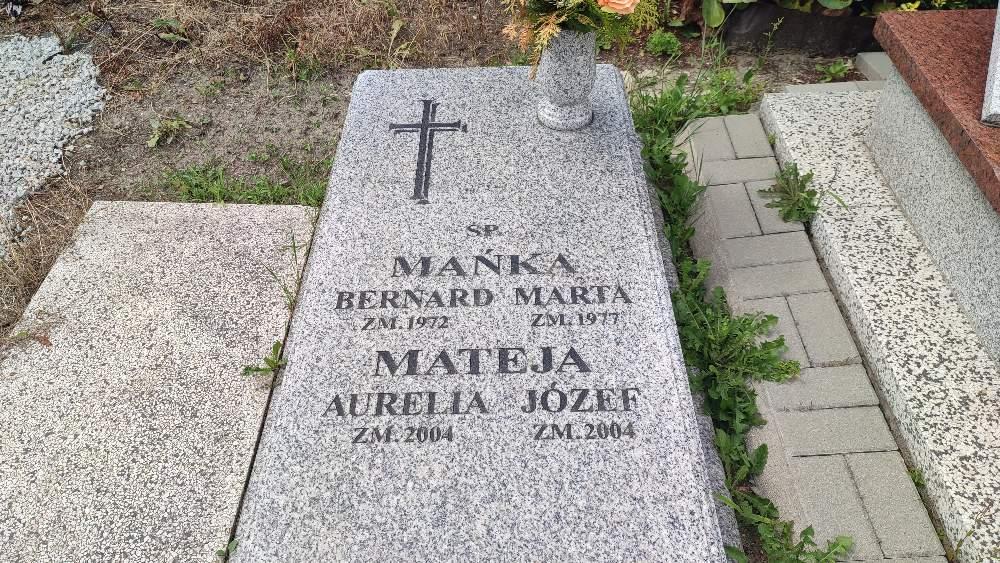 ŚP.
MAŃKA
BERNARD MARTA
ZM. 1972 ZM. 1977
MATEJA
AURELIA JÓZEF
ZM. 2004 ZM. 2004